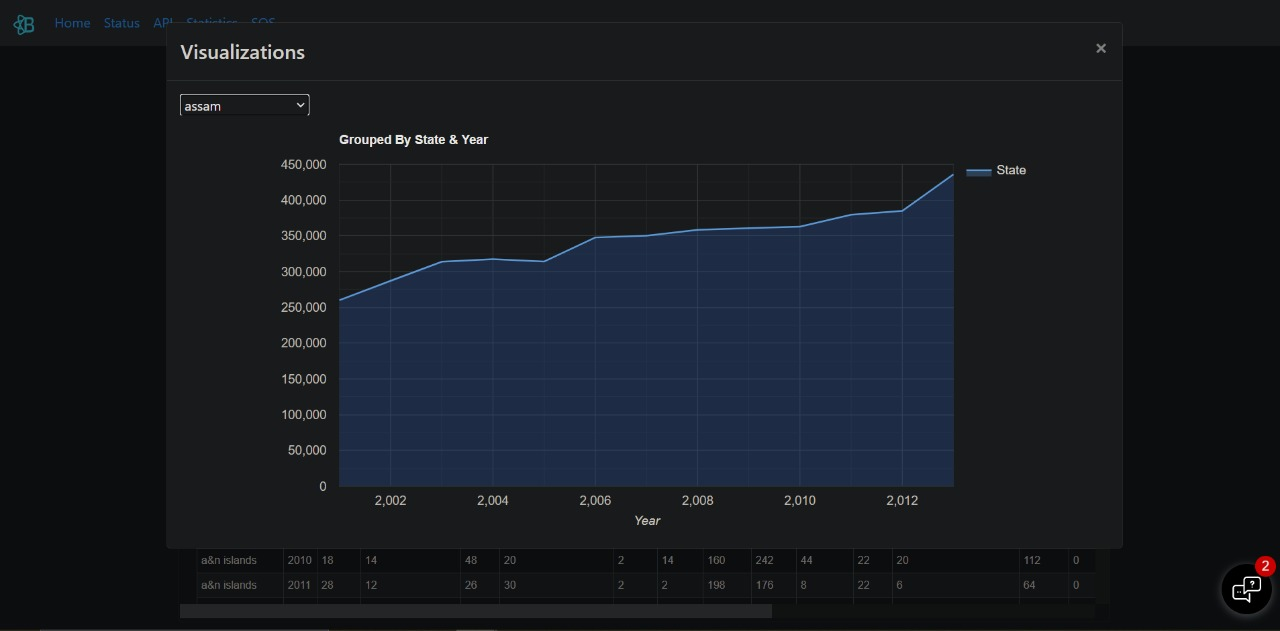 Home Status API Statistics SOS
Visualizations
×
assam
Grouped By State & Year
450,000
400,000
350,000
300,000
250,000
200,000
150,000
100,000
50,000
0
State
2,002 2,004 2,006 2,008 2,010 2,012
Year
a&n islands 2010 18 14 48 20 2 14 160 242 44 22 20 112 0
a&n islands 2011 28 12 26 30 2 2 198 176 8 22 6 64 0
2